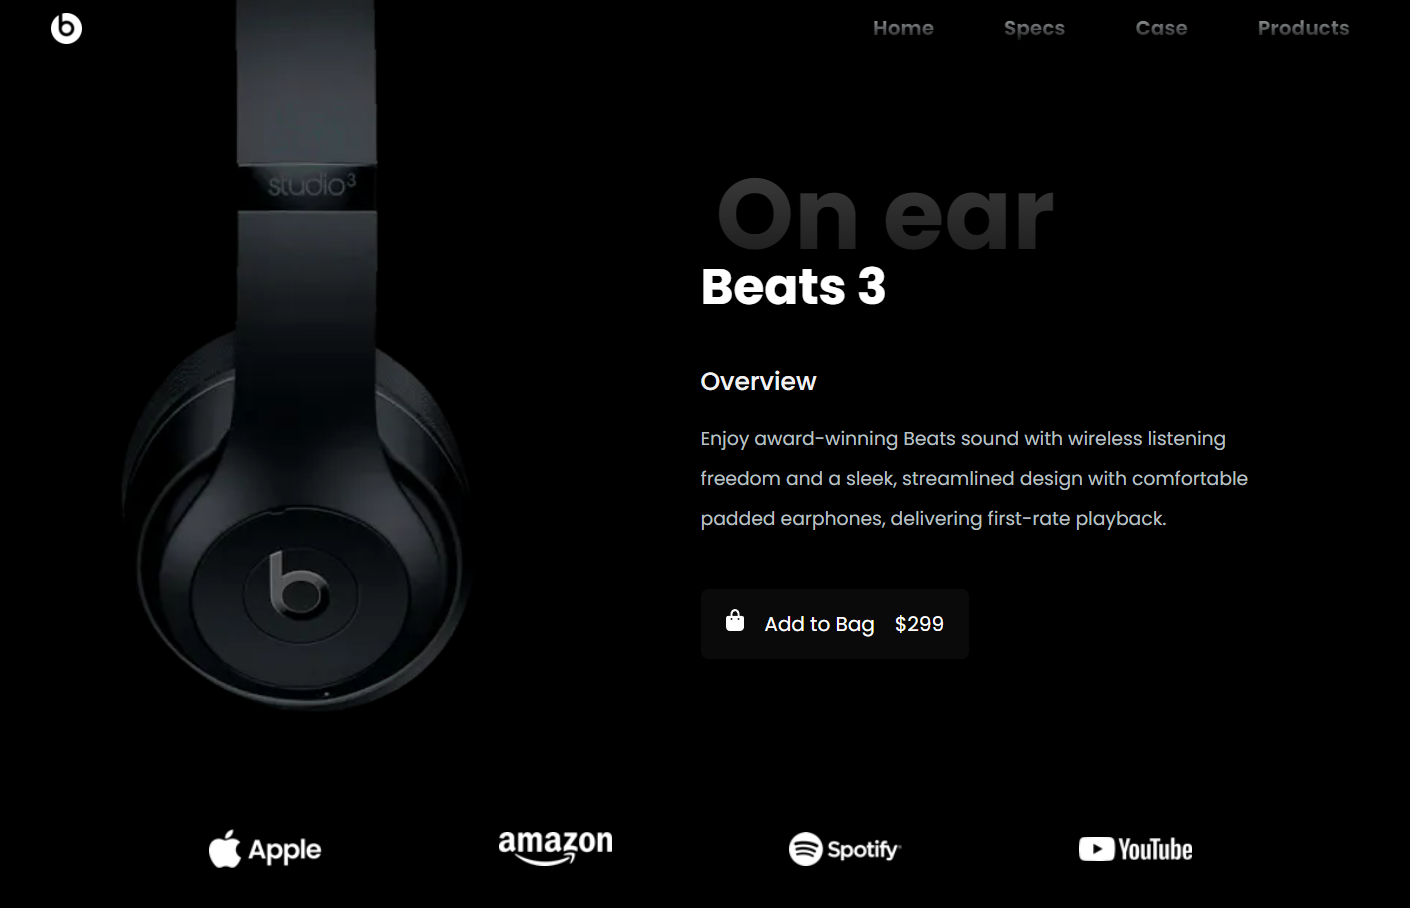 Home Specs Case Products
studio3
On ear
Beats 3
Overview
Enjoy award-winning Beats sound with wireless listening
freedom and a sleek, streamlined design with comfortable
padded earphones, delivering first-rate playback.
Add to Bag $299
Apple amazon Spotify YouTube